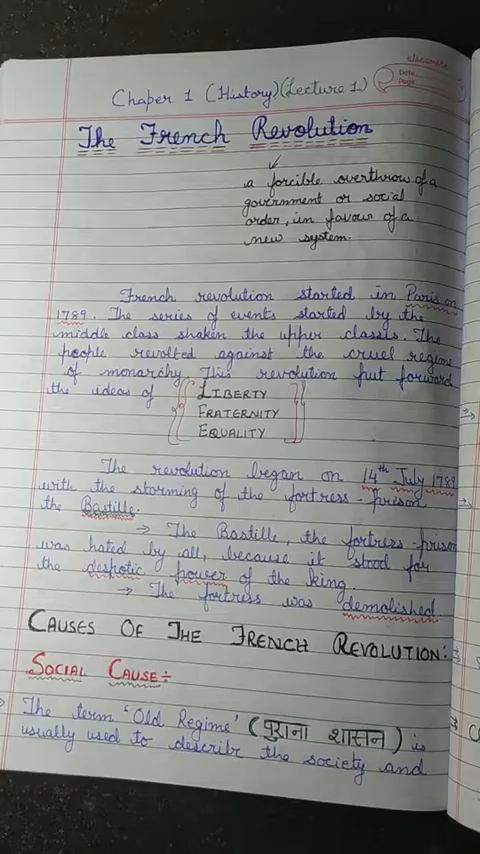 classmate
Date
Page
Chaper 1 (History) (Lecture 1.)
The French Revolution
a forcible overthrow of a
government or social
order, in favour of a
new system.
French revolution started in Paris on
1789. The series of events started by the
middle class shaken the upper classis. The
people revolted against the cruel regime
of monarchy. This revolution put forward
the ideas of LIBERTY
FRATERNITY
EQUALITY
The revolution began on 14th July 1789
with the storming of the fortress-prison
the Bastille.
→ The Bastille, the fortress-prison
was hated by all, because it stood for
the despotic power of the king
→ The fortress was demolished
CAUSES OF THE FRENCH REVOLUTION:
SOCIAL CAUSE:-
The term 'Old Regime' (पुराना शासन) is
usually used to describe the society and